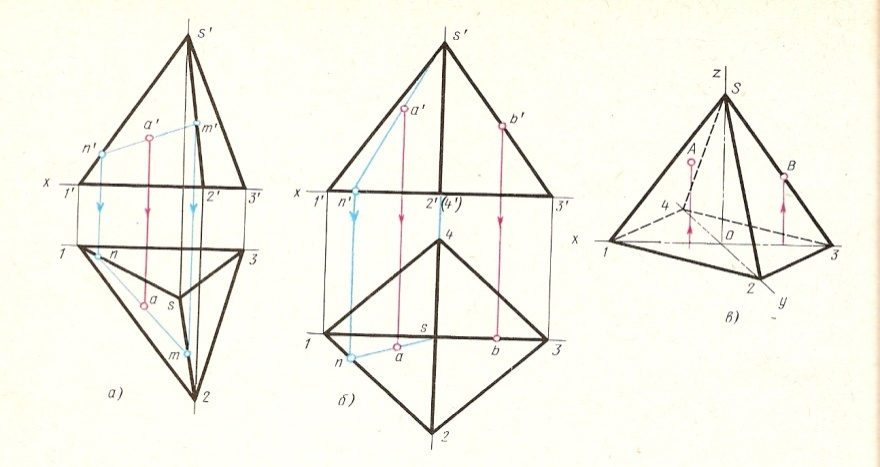 s'
a'
n'
m'
x
1'
2'
3'
1
n
3
s
a
m
2
а)
s'
a'
b'
x
1'
n'
2'(4')
3'
4
1
s
3
n
a
b
2
б)
z
S
A
B
4
x
1
0
3
2
y
в)